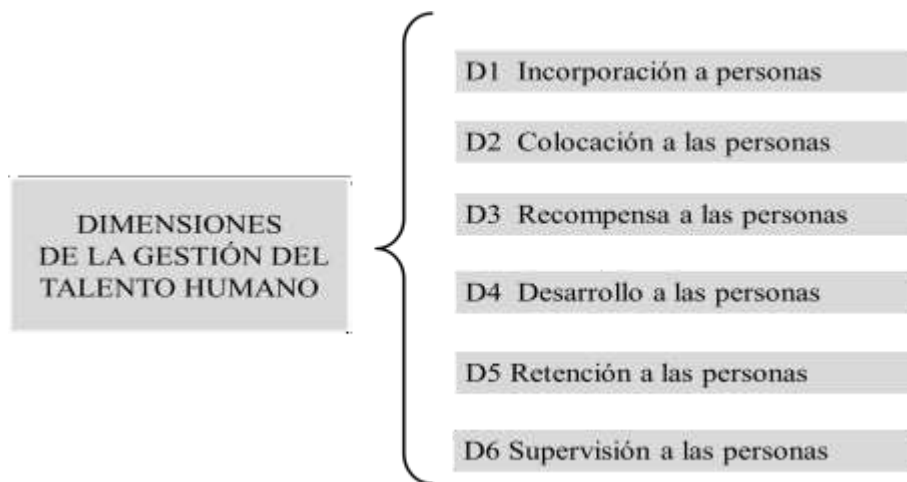 DIMENSIONES
DE LA GESTIÓN DEL
TALENTO HUMANO
D1 Incorporación a personas
D2 Colocación a las personas
D3 Recompensa a las personas
D4 Desarrollo a las personas
D5 Retención a las personas
D6 Supervisión a las personas